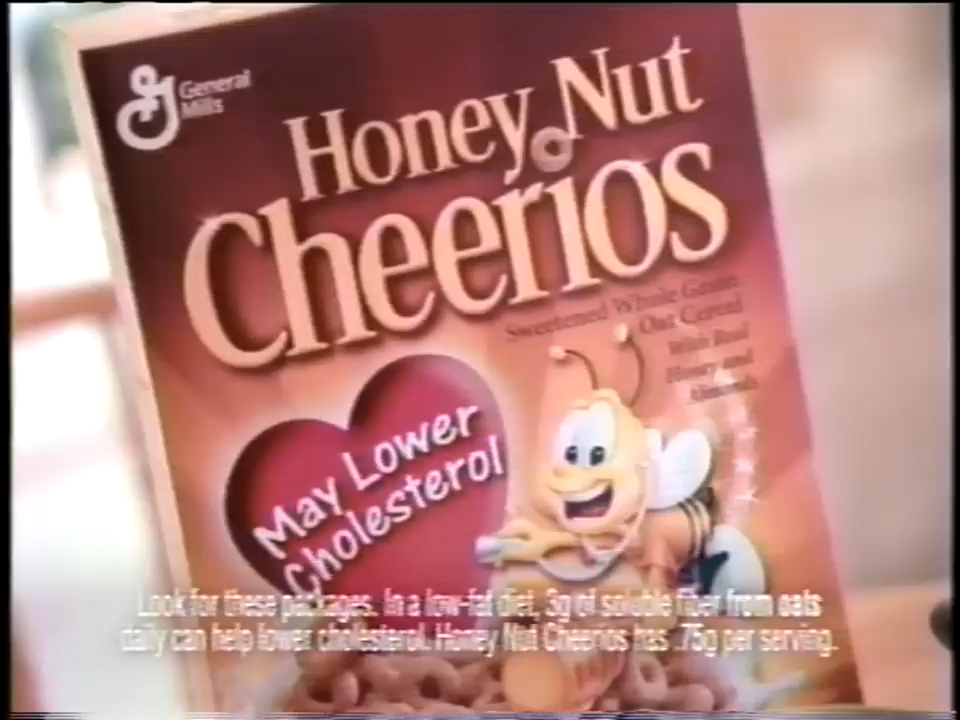 General
Mills
Honey Nut
Cheerios
Sweetened Whole Grain
Oat Cereal
With Real
Honey and
Almonds
May Lower
Cholesterol
Look for these packages. In a low-fat diet, 3g of soluble fiber from oats
daily can help lower cholesterol. Honey Nut Cheerios has .75g per serving.